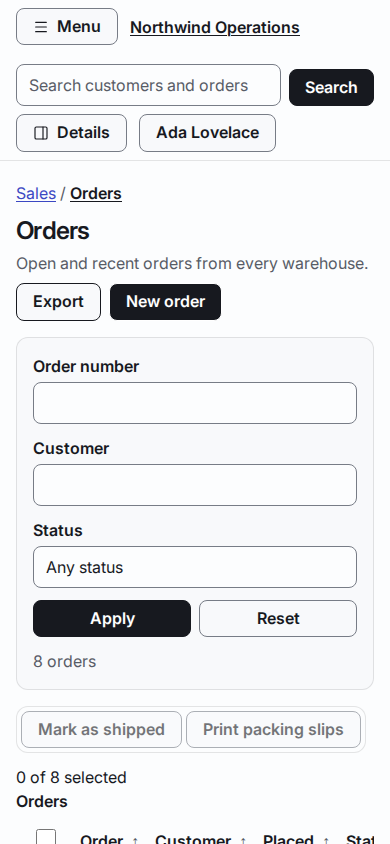 Menu Northwind Operations
Search customers and orders Search
Details Ada Lovelace
Sales / Orders
Orders
Open and recent orders from every warehouse.
Export New order
Order number
Customer
Status
Any status
Apply Reset
8 orders
Mark as shipped Print packing slips
0 of 8 selected
Orders
Order ↑ Customer ↑ Placed ↑